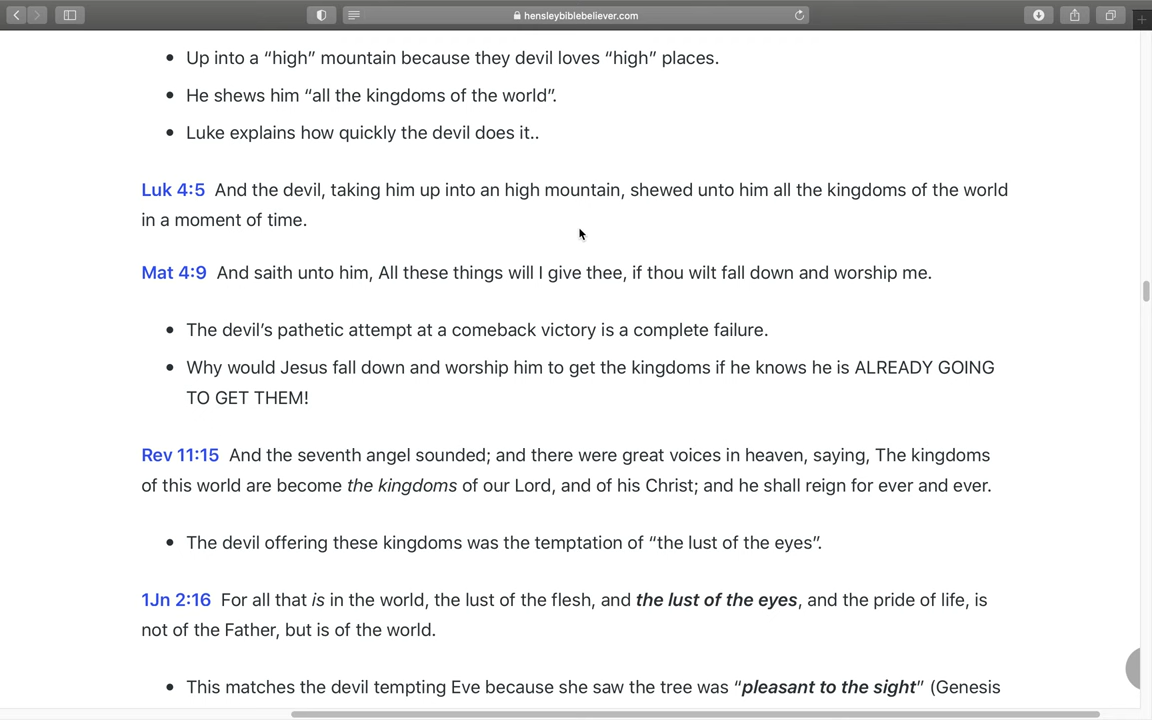 hensleybiblebeliever.com
• Up into a “high” mountain because they devil loves “high” places.
• He shews him “all the kingdoms of the world”.
• Luke explains how quickly the devil does it..
Luk 4:5 And the devil, taking him up into an high mountain, shewed unto him all the kingdoms of the world
in a moment of time.
Mat 4:9 And saith unto him, All these things will I give thee, if thou wilt fall down and worship me.
• The devil’s pathetic attempt at a comeback victory is a complete failure.
• Why would Jesus fall down and worship him to get the kingdoms if he knows he is ALREADY GOING
TO GET THEM!
Rev 11:15 And the seventh angel sounded; and there were great voices in heaven, saying, The kingdoms
of this world are become the kingdoms of our Lord, and of his Christ; and he shall reign for ever and ever.
• The devil offering these kingdoms was the temptation of “the lust of the eyes”.
1Jn 2:16 For all that is in the world, the lust of the flesh, and the lust of the eyes, and the pride of life, is
not of the Father, but is of the world.
• This matches the devil tempting Eve because she saw the tree was “pleasant to the sight” (Genesis